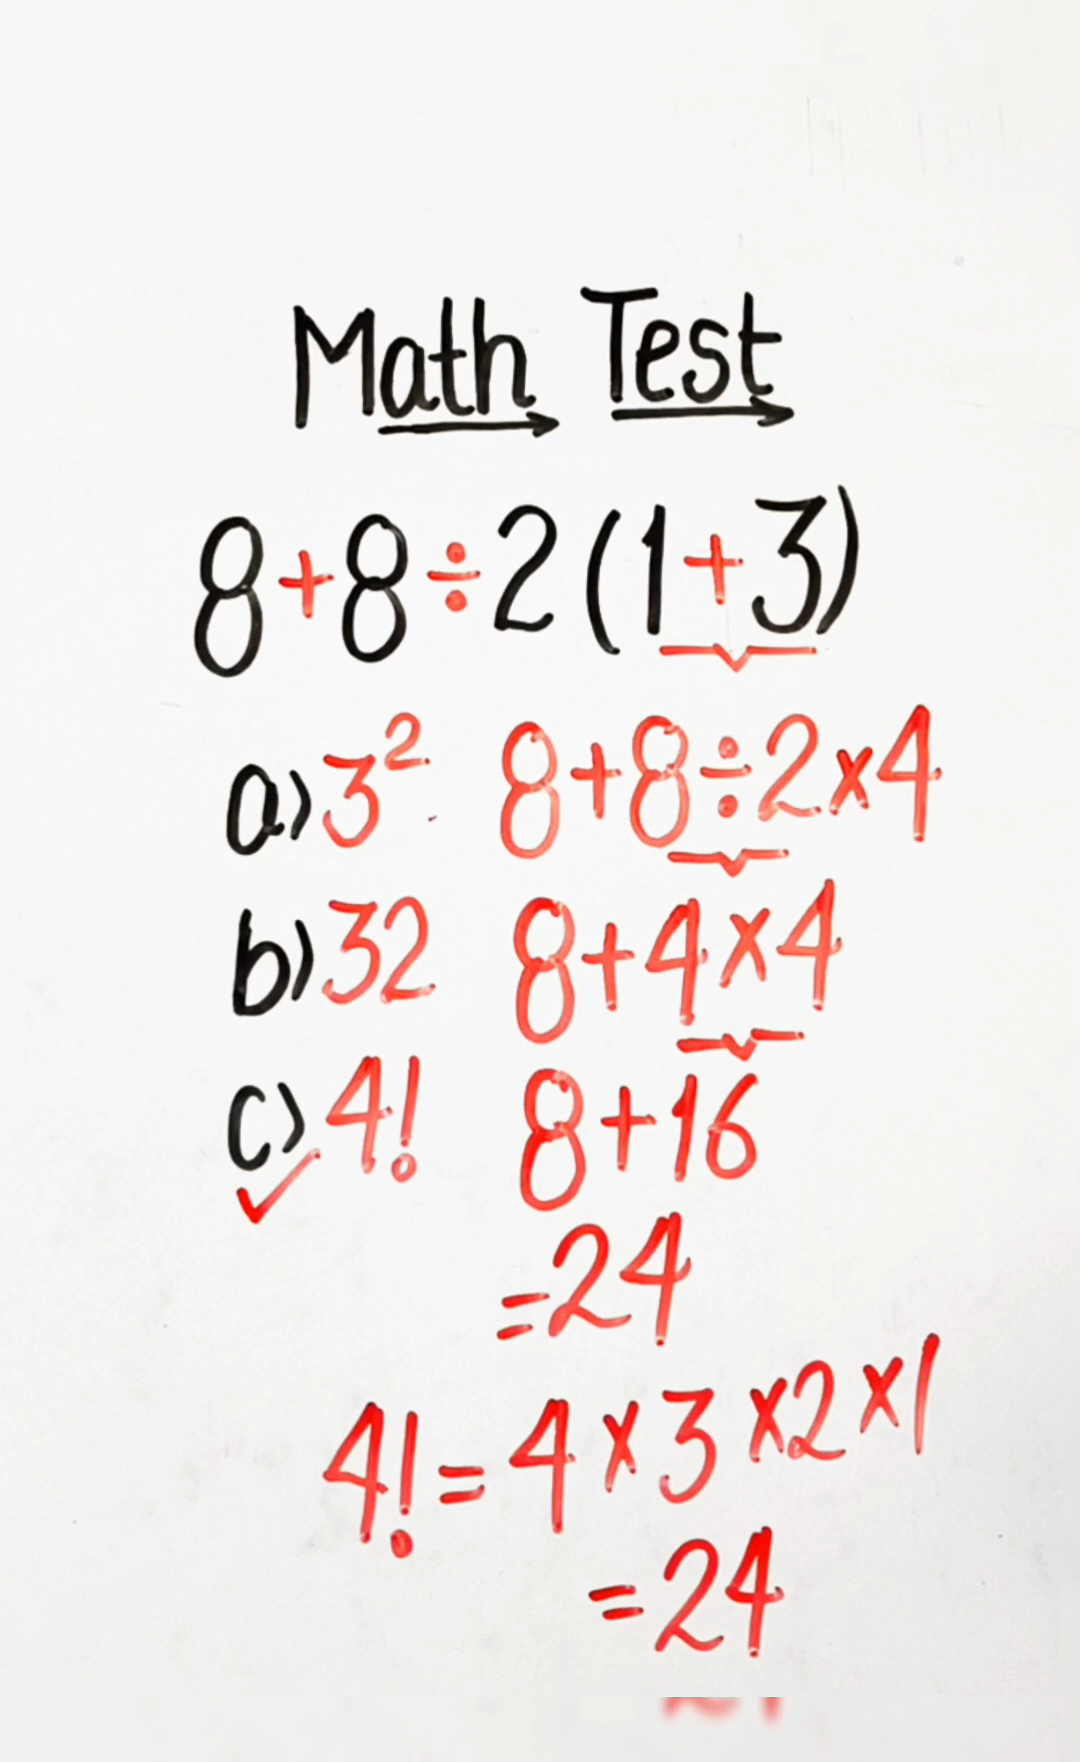 Math Test
8+8÷2(1+3)
a) 3² 8+8÷2×4
b) 32 8+4×4
c) 4! 8+16
=24
4!=4×3×2×1
=24